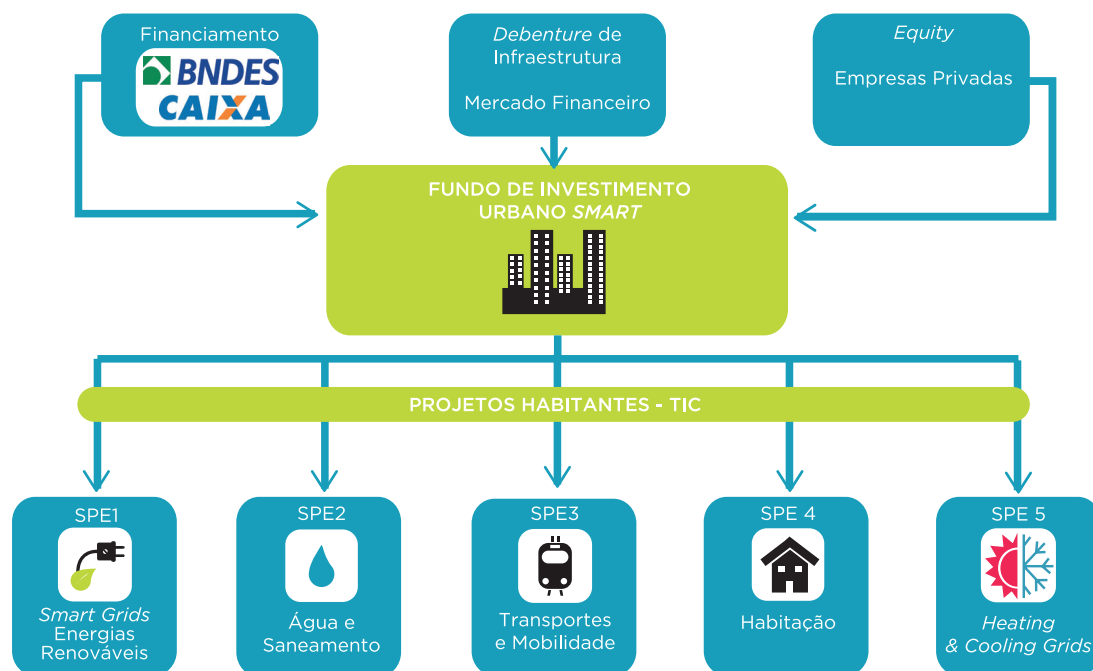 Financiamento
BNDES
CAIXA
Debenture de
Infraestrutura
Mercado Financeiro
Equity
Empresas Privadas
FUNDO DE INVESTIMENTO
URBANO SMART
PROJETOS HABITANTES - TIC
SPE1
Smart Grids
Energias
Renováveis
SPE2
Água e
Saneamento
SPE3
Transportes
e Mobilidade
SPE 4
Habitação
SPE 5
Heating
& Cooling Grids